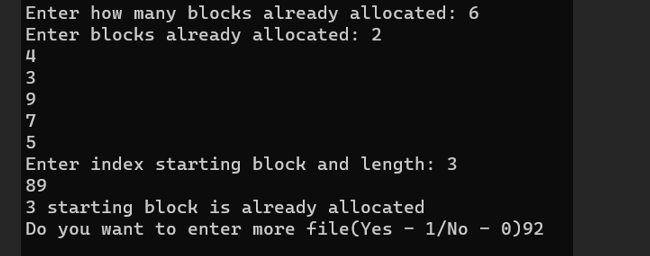 Enter how many blocks already allocated: 6
Enter blocks already allocated: 2
4
3
9
7
5
Enter index starting block and length: 3
89
3 starting block is already allocated
Do you want to enter more file(Yes - 1/No - 0)92